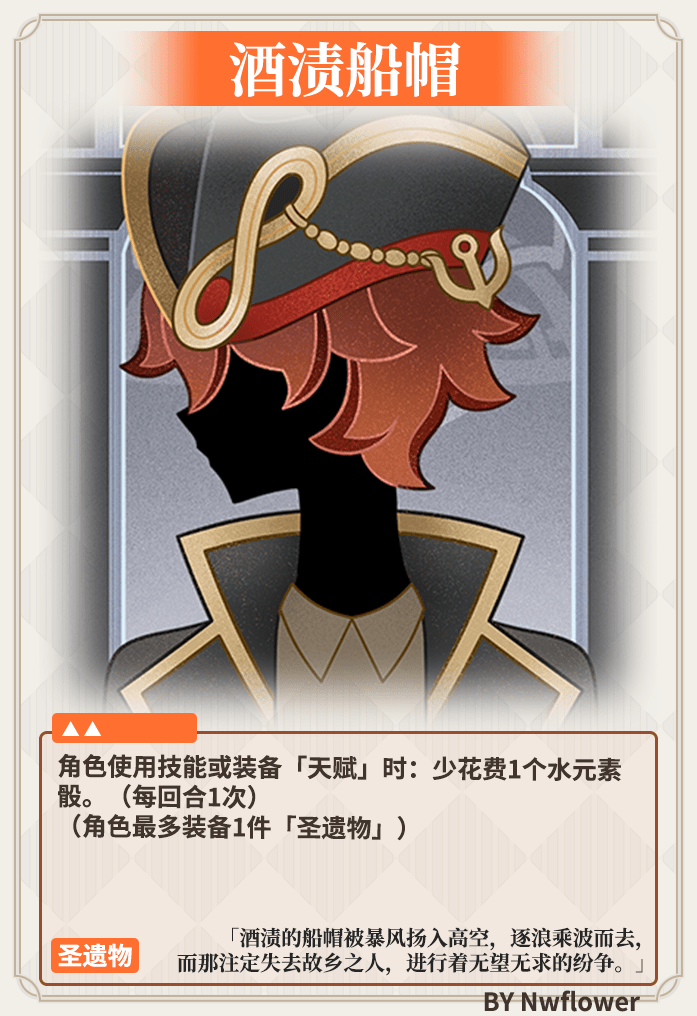 酒渍船帽
角色使用技能或装备「天赋」时：少花费1个水元素
骰。（每回合1次）
（角色最多装备1件「圣遗物」）
「酒渍的船帽被暴风扬入高空，逐浪乘波而去，
圣遗物
而那注定失去故乡之人，进行着无望无求的纷争。」
BY Nwflower